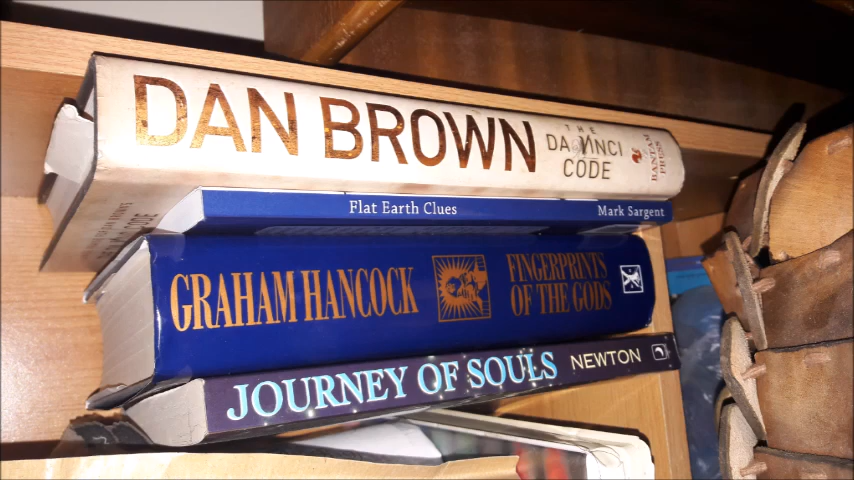 DAN BROWN
THE
DA VINCI
CODE
BANTAM
PRESS
Flat Earth Clues
Mark Sargent
GRAHAM HANCOCK
FINGERPRINTS
OF THE GODS
JOURNEY OF SOULS
NEWTON